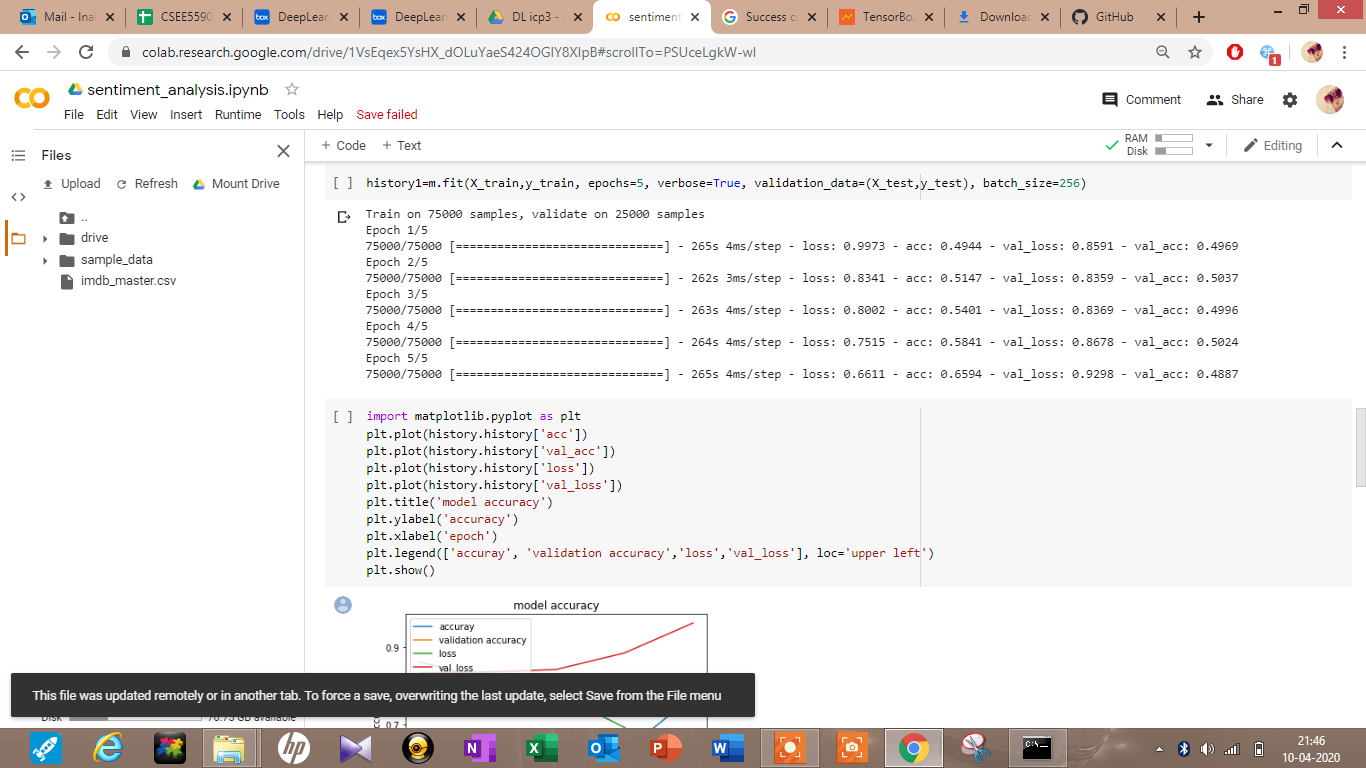 Mail - Inal
CSEE5590
DeepLear
DeepLear
DL icp3 -
sentiment
Success c
TensorBoa
Downloac
GitHub
colab.research.google.com/drive/1VsEqex5YsHX_dOLuYaeS424OGlY8XlpB#scrollTo=PSUceLgkW-wl
1
sentiment_analysis.ipynb
File Edit View Insert Runtime Tools Help Save failed
Comment Share
+ Code + Text
RAM
Disk
Editing
Files
Upload Refresh Mount Drive
..
drive
sample_data
imdb_master.csv
[ ] history1=m.fit(X_train,y_train, epochs=5, verbose=True, validation_data=(X_test,y_test), batch_size=256)
Train on 75000 samples, validate on 25000 samples
Epoch 1/5
75000/75000 [==============================] - 265s 4ms/step - loss: 0.9973 - acc: 0.4944 - val_loss: 0.8591 - val_acc: 0.4969
Epoch 2/5
75000/75000 [==============================] - 262s 3ms/step - loss: 0.8341 - acc: 0.5147 - val_loss: 0.8359 - val_acc: 0.5037
Epoch 3/5
75000/75000 [==============================] - 263s 4ms/step - loss: 0.8002 - acc: 0.5401 - val_loss: 0.8369 - val_acc: 0.4996
Epoch 4/5
75000/75000 [==============================] - 264s 4ms/step - loss: 0.7515 - acc: 0.5841 - val_loss: 0.8678 - val_acc: 0.5024
Epoch 5/5
75000/75000 [==============================] - 265s 4ms/step - loss: 0.6611 - acc: 0.6594 - val_loss: 0.9298 - val_acc: 0.4887
[ ] import matplotlib.pyplot as plt
plt.plot(history.history['acc'])
plt.plot(history.history['val_acc'])
plt.plot(history.history['loss'])
plt.plot(history.history['val_loss'])
plt.title('model accuracy')
plt.ylabel('accuracy')
plt.xlabel('epoch')
plt.legend(['accuray', 'validation accuracy','loss','val_loss'], loc='upper left')
plt.show()
model accuracy
accuray
validation accuracy
loss
val_loss
0.9
0.7
This file was updated remotely or in another tab. To force a save, overwriting the last update, select Save from the File menu
Disk 76.75 GB available
21:46
10-04-2020